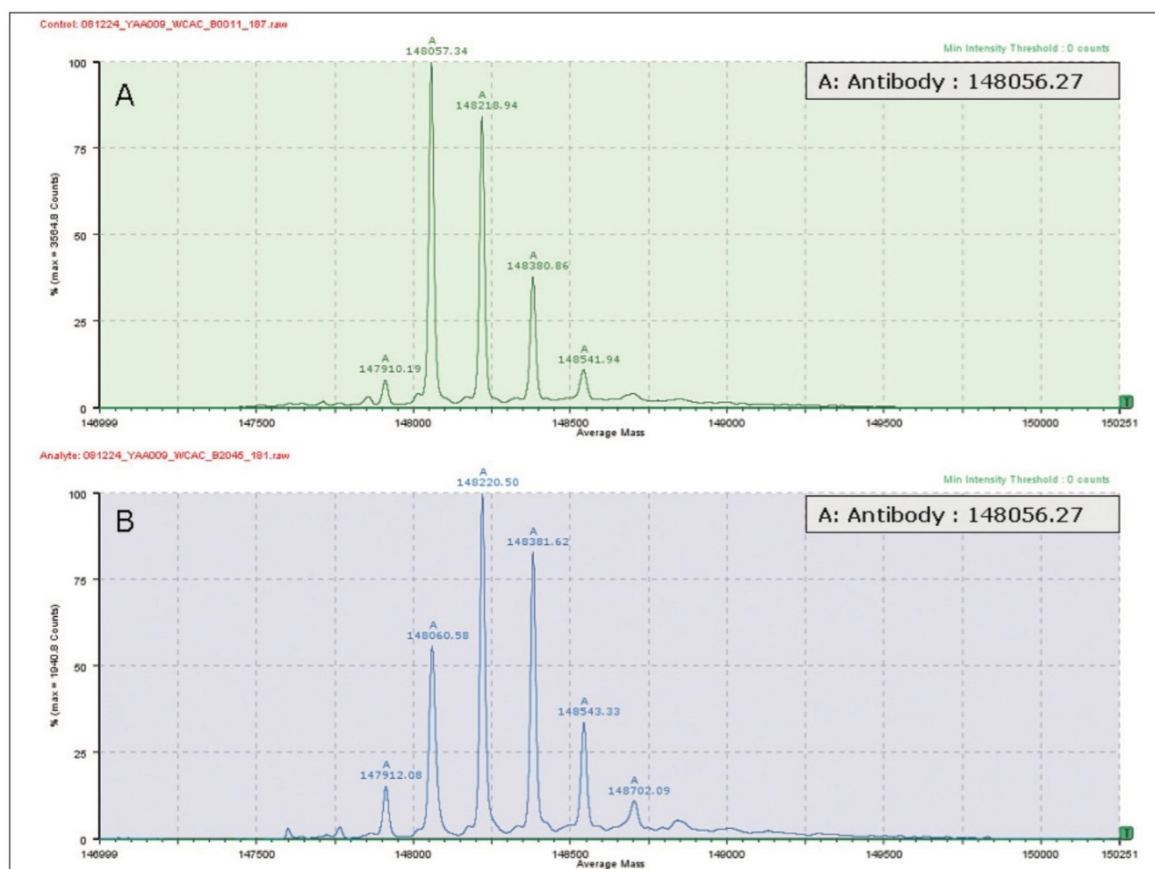 Control: 081224_YAA009_WCAC_B0011_187.raw
A
148057.34
Min Intensity Threshold : 0 counts
A
A: Antibody : 148056.27
A
148218.94
A
148380.86
A
148541.94
A
147910.19
% (max = 3564.8 Counts)
100
75
50
25
0
146999
147500
148000
148500
149000
149500
150000
150251
Average Mass
T
Analyte: 081224_YAA009_WCAC_B2045_181.raw
A
148220.50
Min Intensity Threshold : 0 counts
B
A: Antibody : 148056.27
A
148381.62
A
148060.58
A
148543.33
A
147912.08
A
148702.09
% (max = 1940.8 Counts)
100
75
50
25
0
146999
147500
148000
148500
149000
149500
150000
150251
Average Mass
T